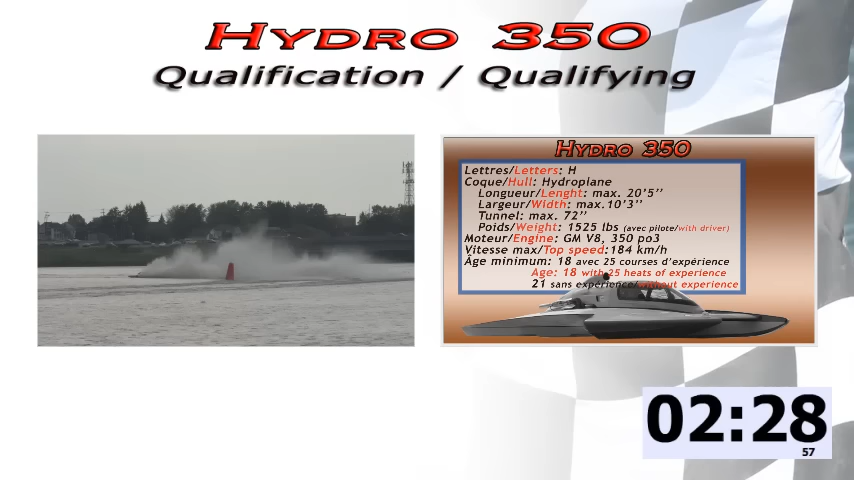 HYDRO 350
Qualification / Qualifying
HYDRO 350
Lettres/Letters: H
Coque/Hull: Hydroplane
Longueur/Lenght: max. 20'5''
Largeur/Width: max.10'3''
Tunnel: max. 72''
Poids/Weight: 1525 lbs (avec pilote/with driver)
Moteur/Engine: GM V8, 350 po3
Vitesse max/Top speed:184 km/h
Âge minimum: 18 avec 25 courses d'expérience
Age: 18 with 25 heats of experience
21 sans expérience/without experience
02:28
57